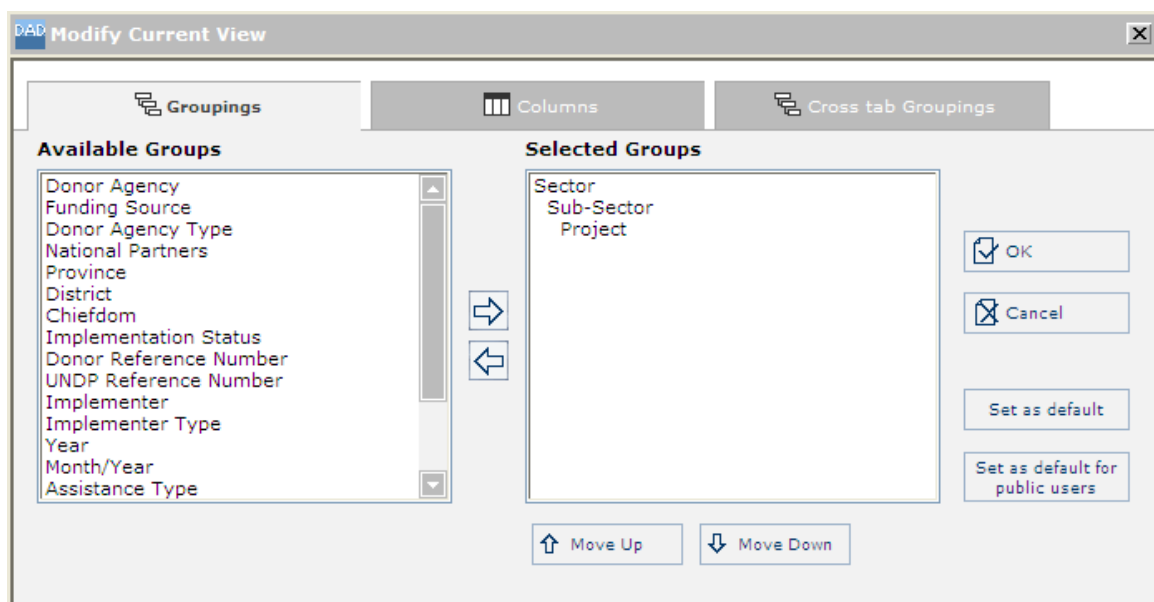 DAD Modify Current View
Groupings
Columns
Cross tab Groupings
Available Groups
Donor Agency
Funding Source
Donor Agency Type
National Partners
Province
District
Chiefdom
Implementation Status
Donor Reference Number
UNDP Reference Number
Implementer
Implementer Type
Year
Month/Year
Assistance Type
Selected Groups
Sector
Sub-Sector
Project
OK
Cancel
Set as default
Set as default for
public users
Move Up
Move Down